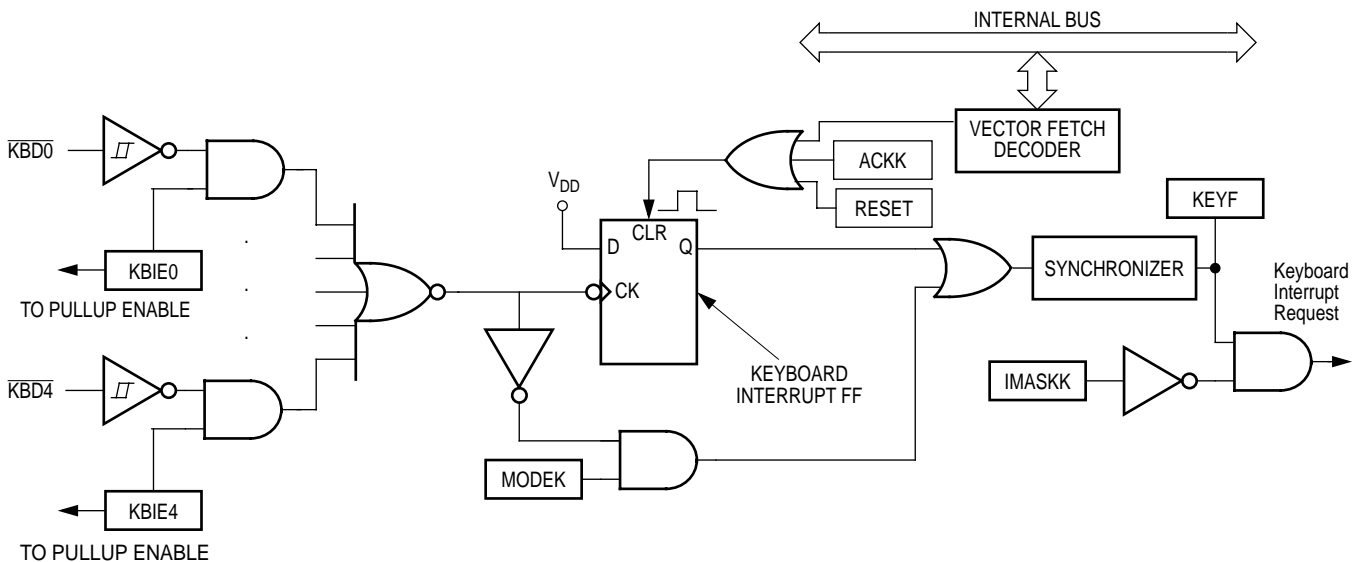 INTERNAL BUS
VECTOR FETCH
DECODER
KBD0
ACKK
VDD
RESET
KEYF
CLR
D
Q
KBIE0
CK
SYNCHRONIZER
Keyboard
Interrupt
Request
TO PULLUP ENABLE
KBD4
KEYBOARD
INTERRUPT FF
IMASKK
MODEK
KBIE4
TO PULLUP ENABLE